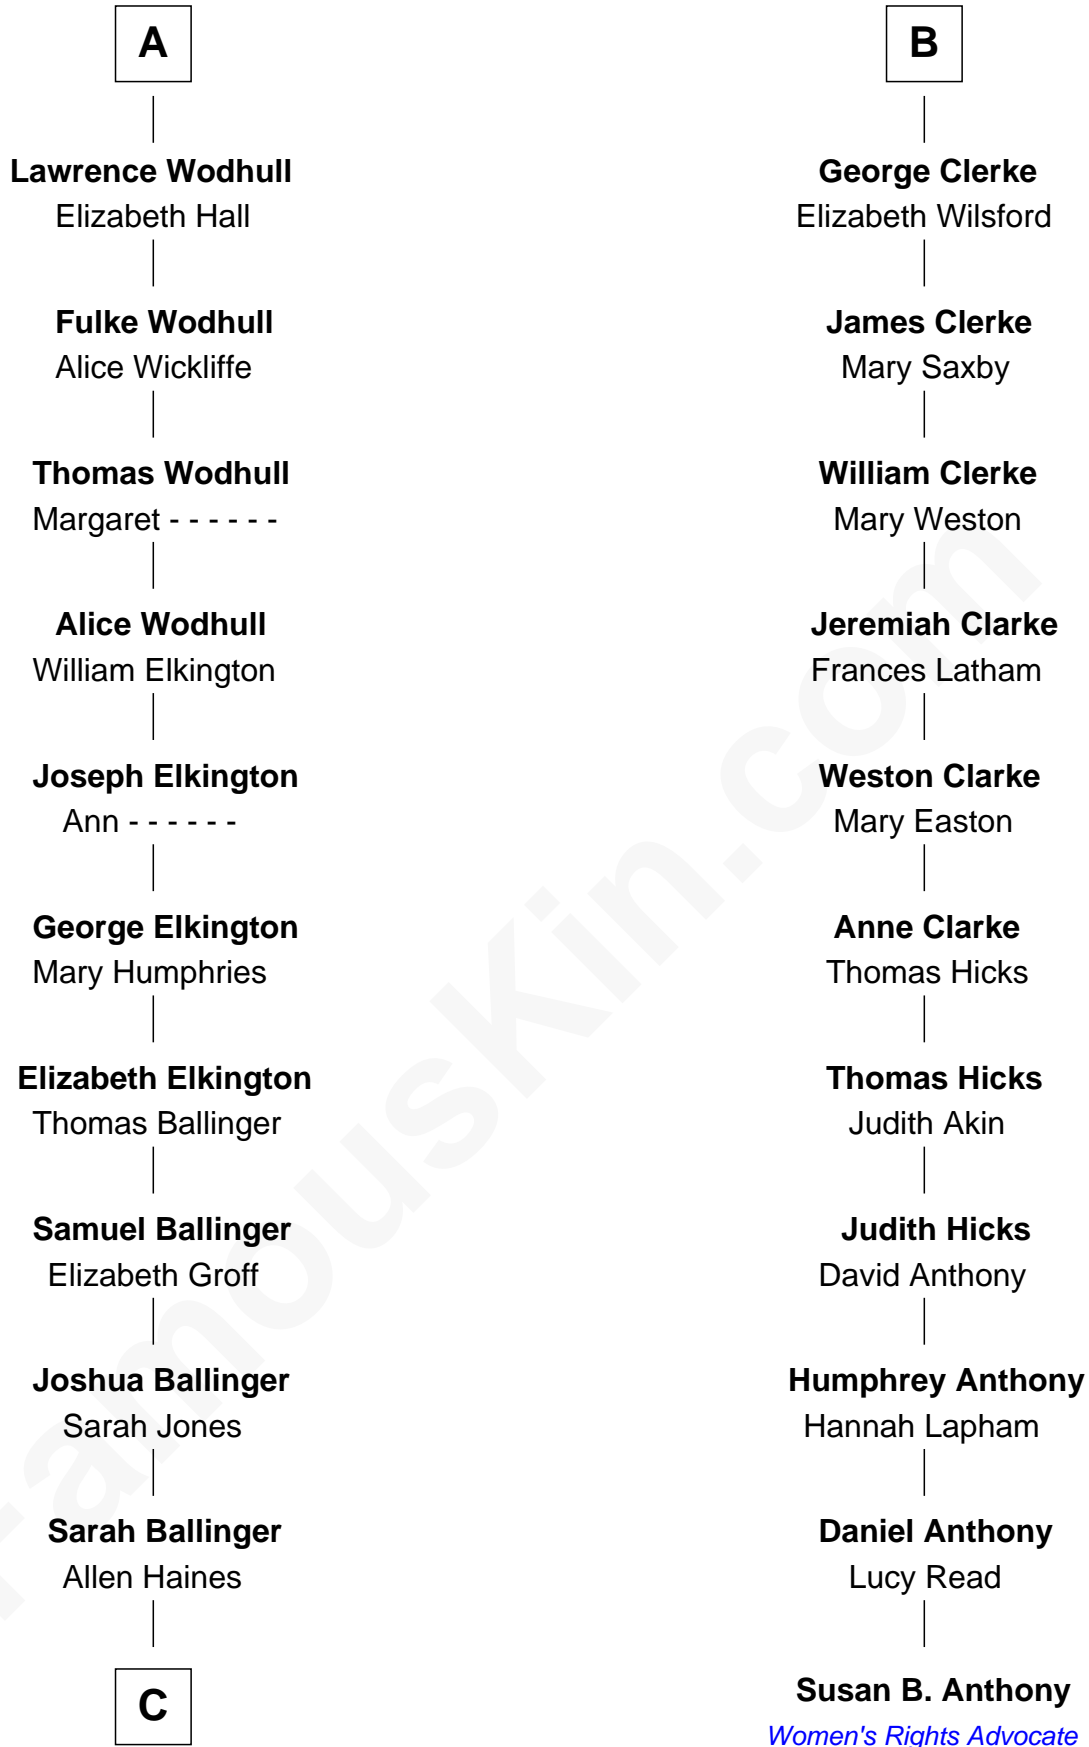 A
Lawrence Wodhull
Elizabeth Hall
Fulke Wodhull
Alice Wickliffe
Thomas Wodhull
Margaret - - - - - -
Alice Wodhull
William Elkington
Joseph Elkington
Ann - - - - - -
George Elkington
Mary Humphries
Elizabeth Elkington
Thomas Ballinger
Samuel Ballinger
Elizabeth Groff
Joshua Ballinger
Sarah Jones
Sarah Ballinger
Allen Haines
C
B
George Clerke
Elizabeth Wilsford
James Clerke
Mary Saxby
William Clerke
Mary Weston
Jeremiah Clarke
Frances Latham
Weston Clarke
Mary Easton
Anne Clarke
Thomas Hicks
Thomas Hicks
Judith Akin
Judith Hicks
David Anthony
Humphrey Anthony
Hannah Lapham
Daniel Anthony
Lucy Read
Susan B. Anthony
Women's Rights Advocate
FamousKin.com